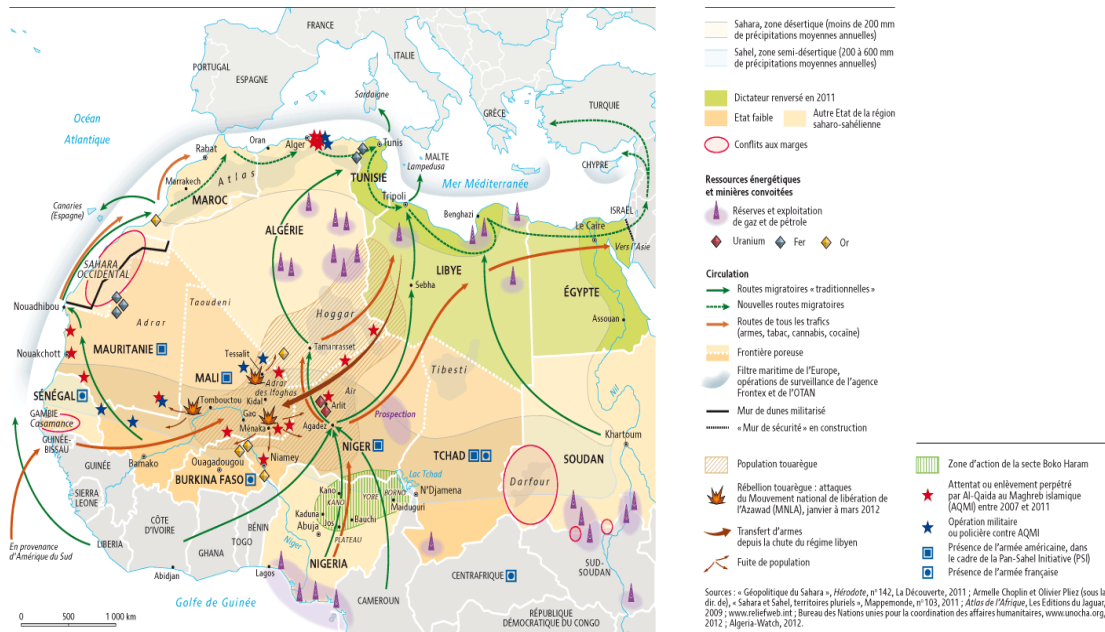 FRANCE
ITALIE
PORTUGAL
ESPAGNE
Sardaigne
GRÈCE
TURQUIE
Océan
Atlantique
Rabat
Oran
Alger
Tunis
MALTE
Lampedusa
CHYPRE
Marrakech
Atlas
MAROC
TUNISIE
Mer Méditerranée
Tripoli
Canaries
(Espagne)
Benghazi
ISRAËL
Le Caire
Vers l'Asie
ALGÉRIE
SAHARA
OCCIDENTAL
LIBYE
ÉGYPTE
Sebha
Nouadhibou
Taoudeni
Hoggar
Adrar
Assouan
Tamanrasset
Nouakchott
MAURITANIE
Tessalit
Tibesti
MALI
Adrar
des Ifoghas
Nil
SÉNÉGAL
Tombouctou
Kidal
Aïr
Arlit
Prospection
GAMBIE
Casamance
Gao
Ménaka
Agadez
Khartoum
GUINÉE-
BISSAU
NIGER
TCHAD
SOUDAN
GUINÉE
Bamako
Ouagadougou
Niamey
Lac Tchad
Darfour
BURKINA FASO
N'Djamena
Kano
KANO
YOBE
BORNO
Maiduguri
SIERRA
LEONE
CÔTE
D'IVOIRE
BÉNIN
Kaduna
Abuja
Jos
Bauchi
PLATEAU
TOGO
GHANA
LIBERIA
Niger
En provenance
d'Amérique du Sud
NIGERIA
SUD-
SOUDAN
Abidjan
Lagos
CENTRAFRIQUE
CAMEROUN
Golfe de Guinée
RÉPUBLIQUE
DÉMOCRATIQUE DU CONGO
0 500 1 000 km
Sahara, zone désertique (moins de 200 mm
de précipitations moyennes annuelles)
Sahel, zone semi-désertique (200 à 600 mm
de précipitations moyennes annuelles)
Dictateur renversé en 2011
Etat faible
Autre Etat de la région
saharo-sahélienne
Conflits aux marges
Ressources énergétiques
et minières convoitées
Réserves et exploitation
de gaz et de pétrole
Uranium Fer Or
Circulation
Routes migratoires « traditionnelles »
Nouvelles routes migratoires
Routes de tous les trafics
(armes, tabac, cannabis, cocaïne)
Frontière poreuse
Filtre maritime de l'Europe,
opérations de surveillance de l'agence
Frontex et de l'OTAN
Mur de dunes militarisé
« Mur de sécurité » en construction
Population touarègue
Rébellion touarègue : attaques
du Mouvement national de libération de
l'Azawad (MNLA), janvier à mars 2012
Transfert d'armes
depuis la chute du régime libyen
Fuite de population
Zone d'action de la secte Boko Haram
Attentat ou enlèvement perpétré
par Al-Qaida au Maghreb islamique
(AQMI) entre 2007 et 2011
Opération militaire
ou policière contre AQMI
Présence de l'armée américaine, dans
le cadre de la Pan-Sahel Initiative (PSI)
Présence de l'armée française
Sources : « Géopolitique du Sahara », Hérodote, n° 142, La Découverte, 2011 ; Armelle Choplin et Olivier Pliez (sous la
dir. de), « Sahara et Sahel, territoires pluriels », Mappemonde, n° 103, 2011 ; Atlas de l'Afrique, Les Editions du Jaguar,
2009 ; www.reliefweb.int ; Bureau des Nations unies pour la coordination des affaires humanitaires, www.unocha.org,
2012 ; Algeria-Watch, 2012.